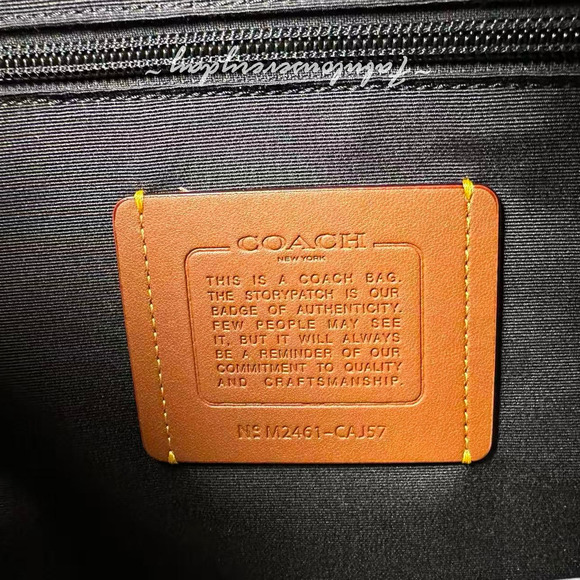 ~fabulouseveryday~
COACH
NEW YORK
THIS IS A COACH BAG.
THE STORYPATCH IS OUR
BADGE OF AUTHENTICITY.
FEW PEOPLE MAY SEE
IT, BUT IT WILL ALWAYS
BE A REMINDER OF OUR
COMMITMENT TO QUALITY
AND CRAFTSMANSHIP.
Nº M2461-CAJ57